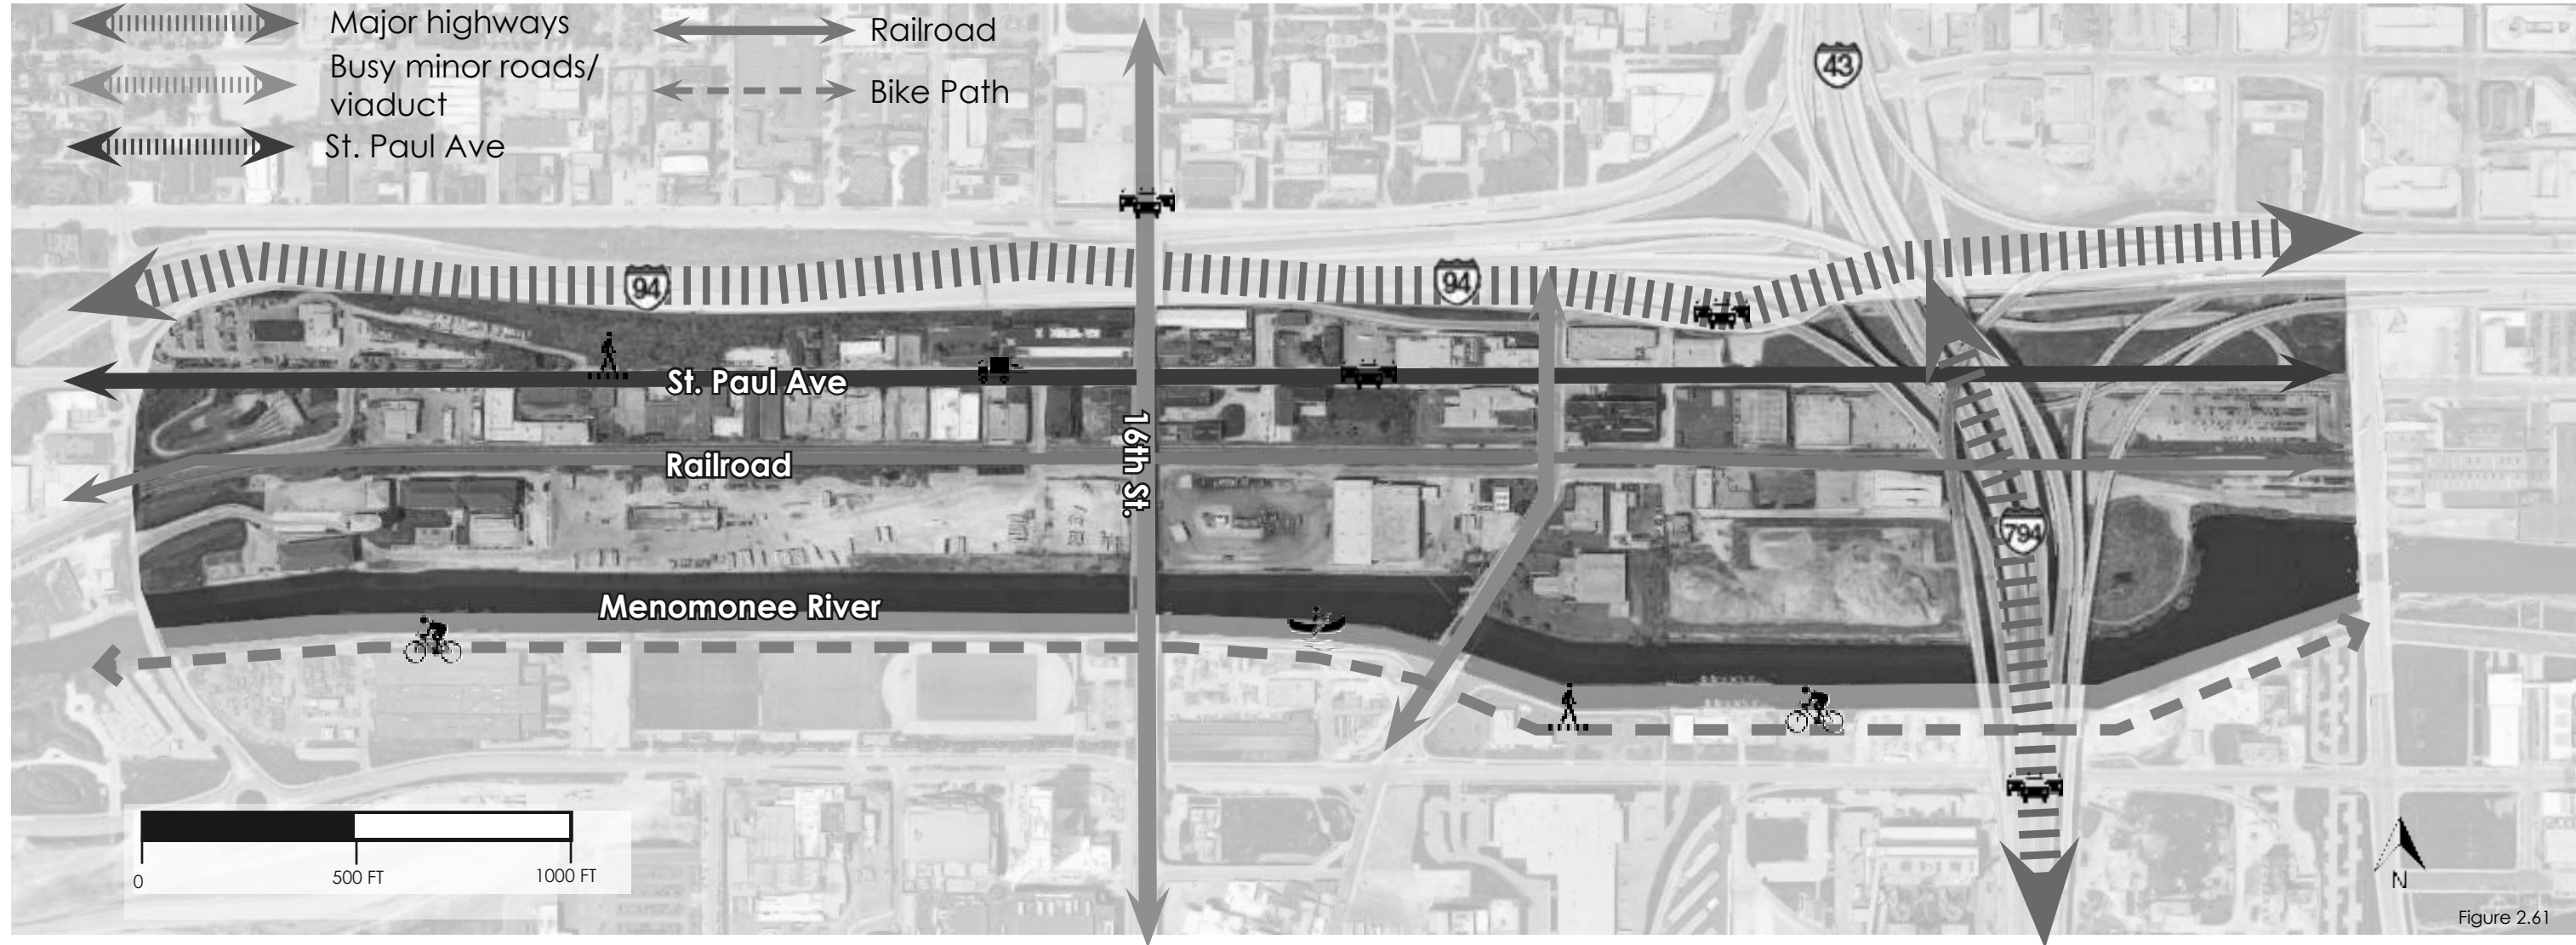 Major highways
Busy minor roads/
viaduct
St. Paul Ave
Railroad
Bike Path
43
94
94
St. Paul Ave
16th St.
Railroad
794
Menomonee River
0
500 FT
1000 FT
N
Figure 2.61